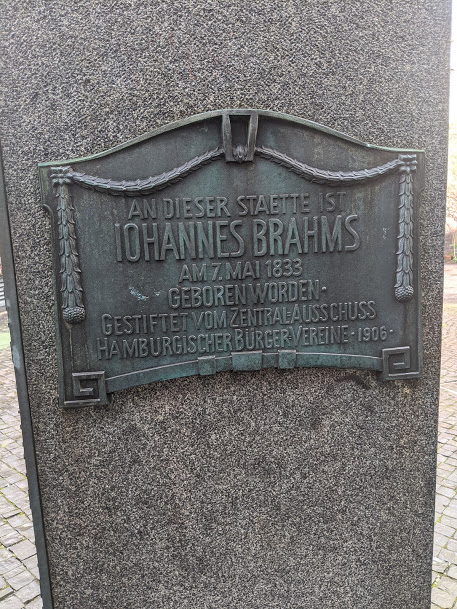 AN DIESER STAETTE IST
IOHANNES BRAHMS
AM 7. MAI 1833
GEBOREN WORDEN·
GESTIFTET VOM ZENTRAL-AUSSCHUSS
HAMBURGISCHER BÜRGER-VEREINE·1906·